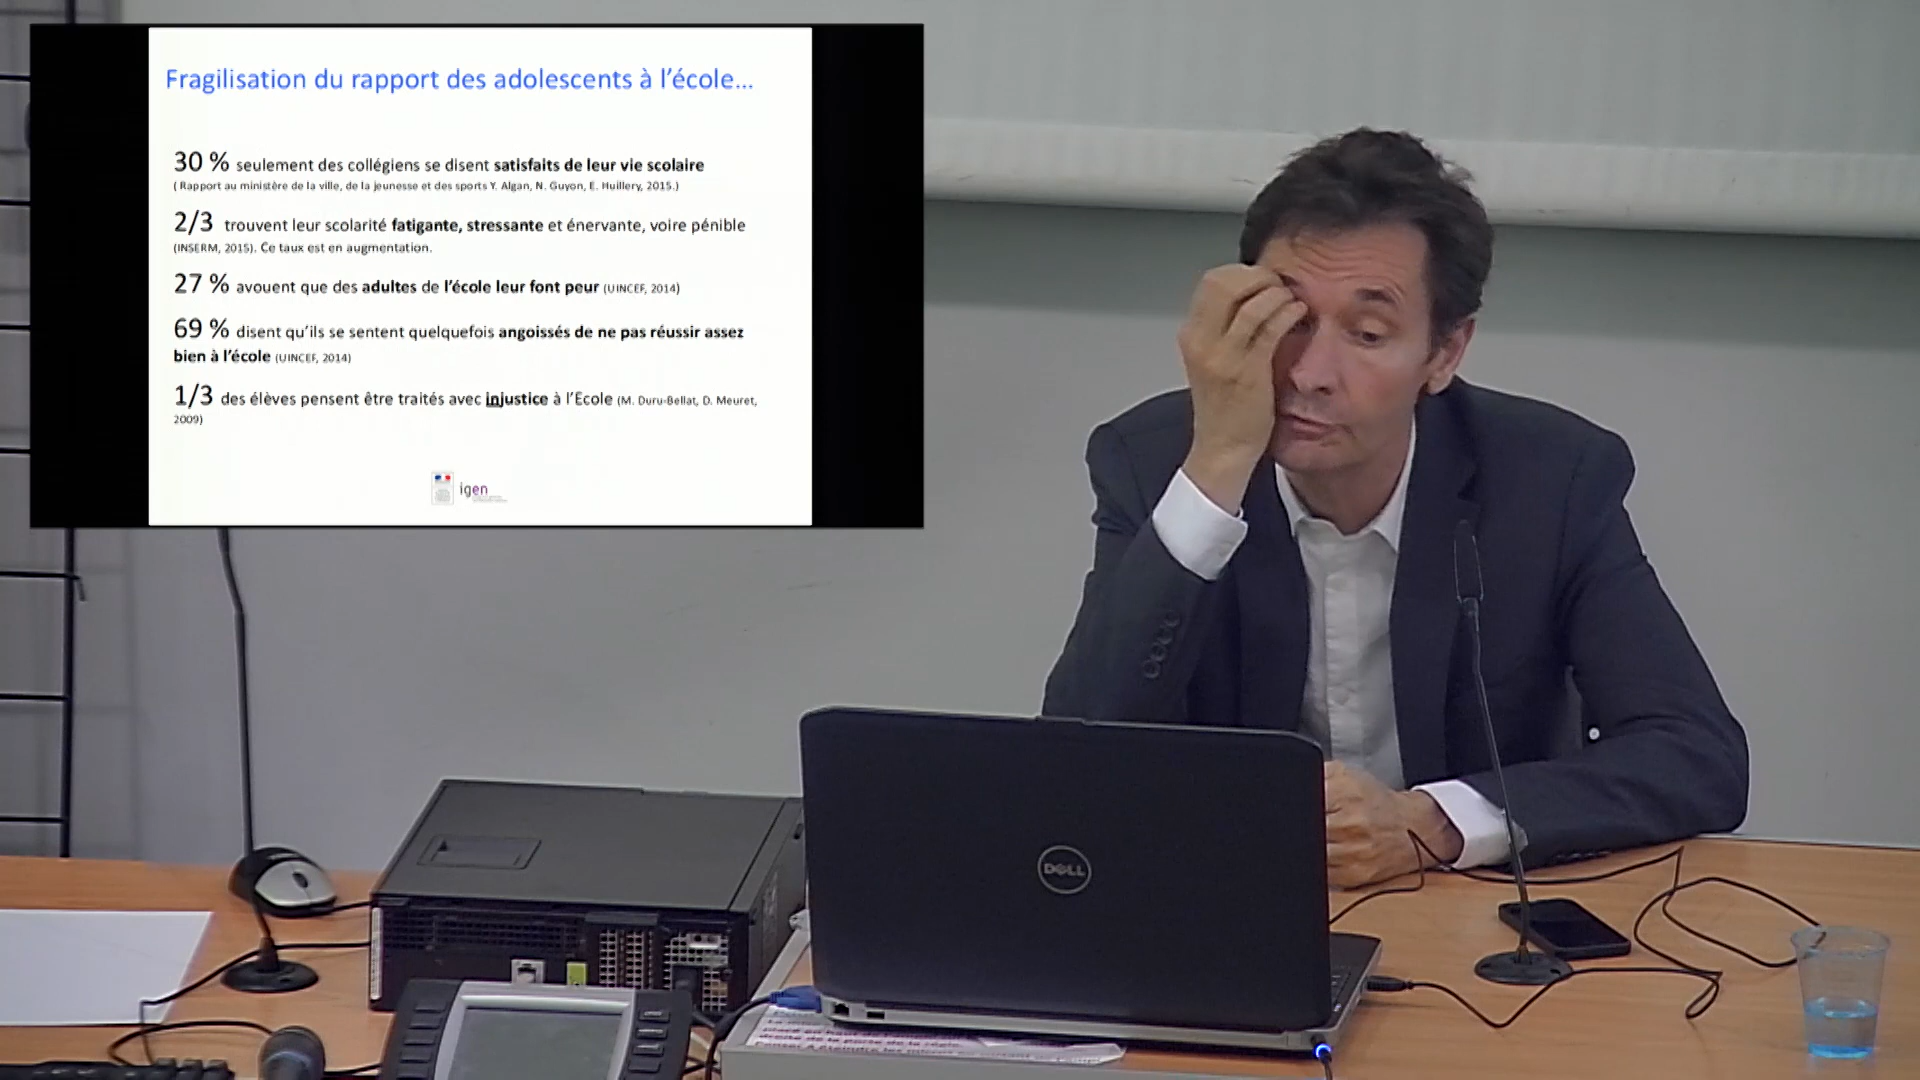 Fragilisation du rapport des adolescents à l'école...
30 % seulement des collégiens se disent satisfaits de leur vie scolaire
( Rapport au ministère de la ville, de la jeunesse et des sports Y. Algan, N. Guyon, E. Huillery, 2015.)
2/3 trouvent leur scolarité fatigante, stressante et énervante, voire pénible
(INSERM, 2015). Ce taux est en augmentation.
27 % avouent que des adultes de l'école leur font peur (UINCEF, 2014)
69 % disent qu'ils se sentent quelquefois angoissés de ne pas réussir assez
bien à l'école (UINCEF, 2014)
1/3 des élèves pensent être traités avec injustice à l'Ecole (M. Duru-Bellat, D. Meuret,
2009)
igen
DELL